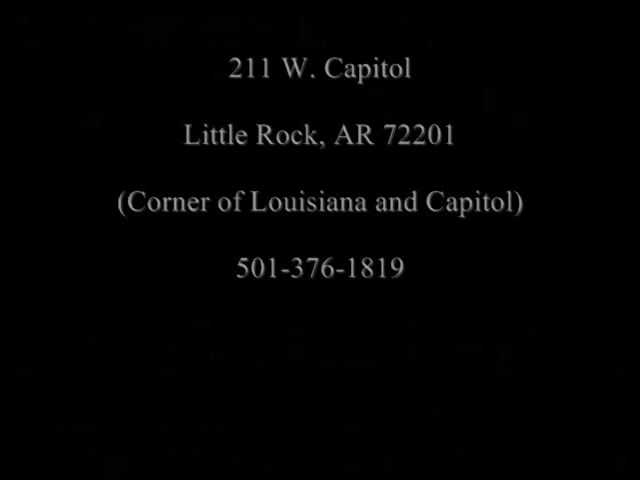 211 W. Capitol
Little Rock, AR 72201
(Corner of Louisiana and Capitol)
501-376-1819